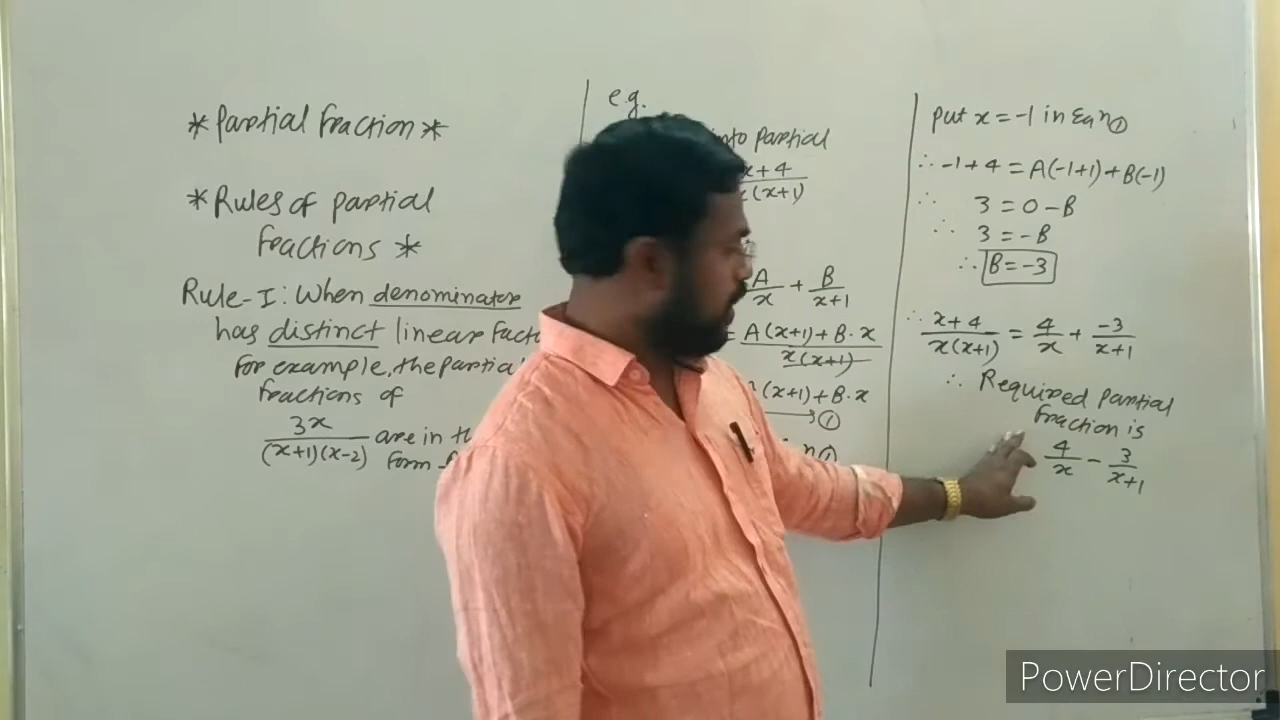 *Partial Fraction*
*Rules of partial
fractions *
Rule-I: When denominator
has distinct linear
For example, the partial
fractions of
3x
(x+1)(x-2) are in
form
e.g.
into Partial
x+4
(x+1)
A/x + B/x+1
= A(x+1)+B·x
x(x+1)
(x+1)+B·x
→①
①
Put x = -1 in Eqn①
∴ -1+4 = A(-1+1)+B(-1)
∴ 3 = 0-B
∴ 3 = -B
∴ B=-3
∴ x+4/x(x+1) = 4/x + -3/x+1
∴ Required Partial
fraction is
4/x - 3/x+1
PowerDirector